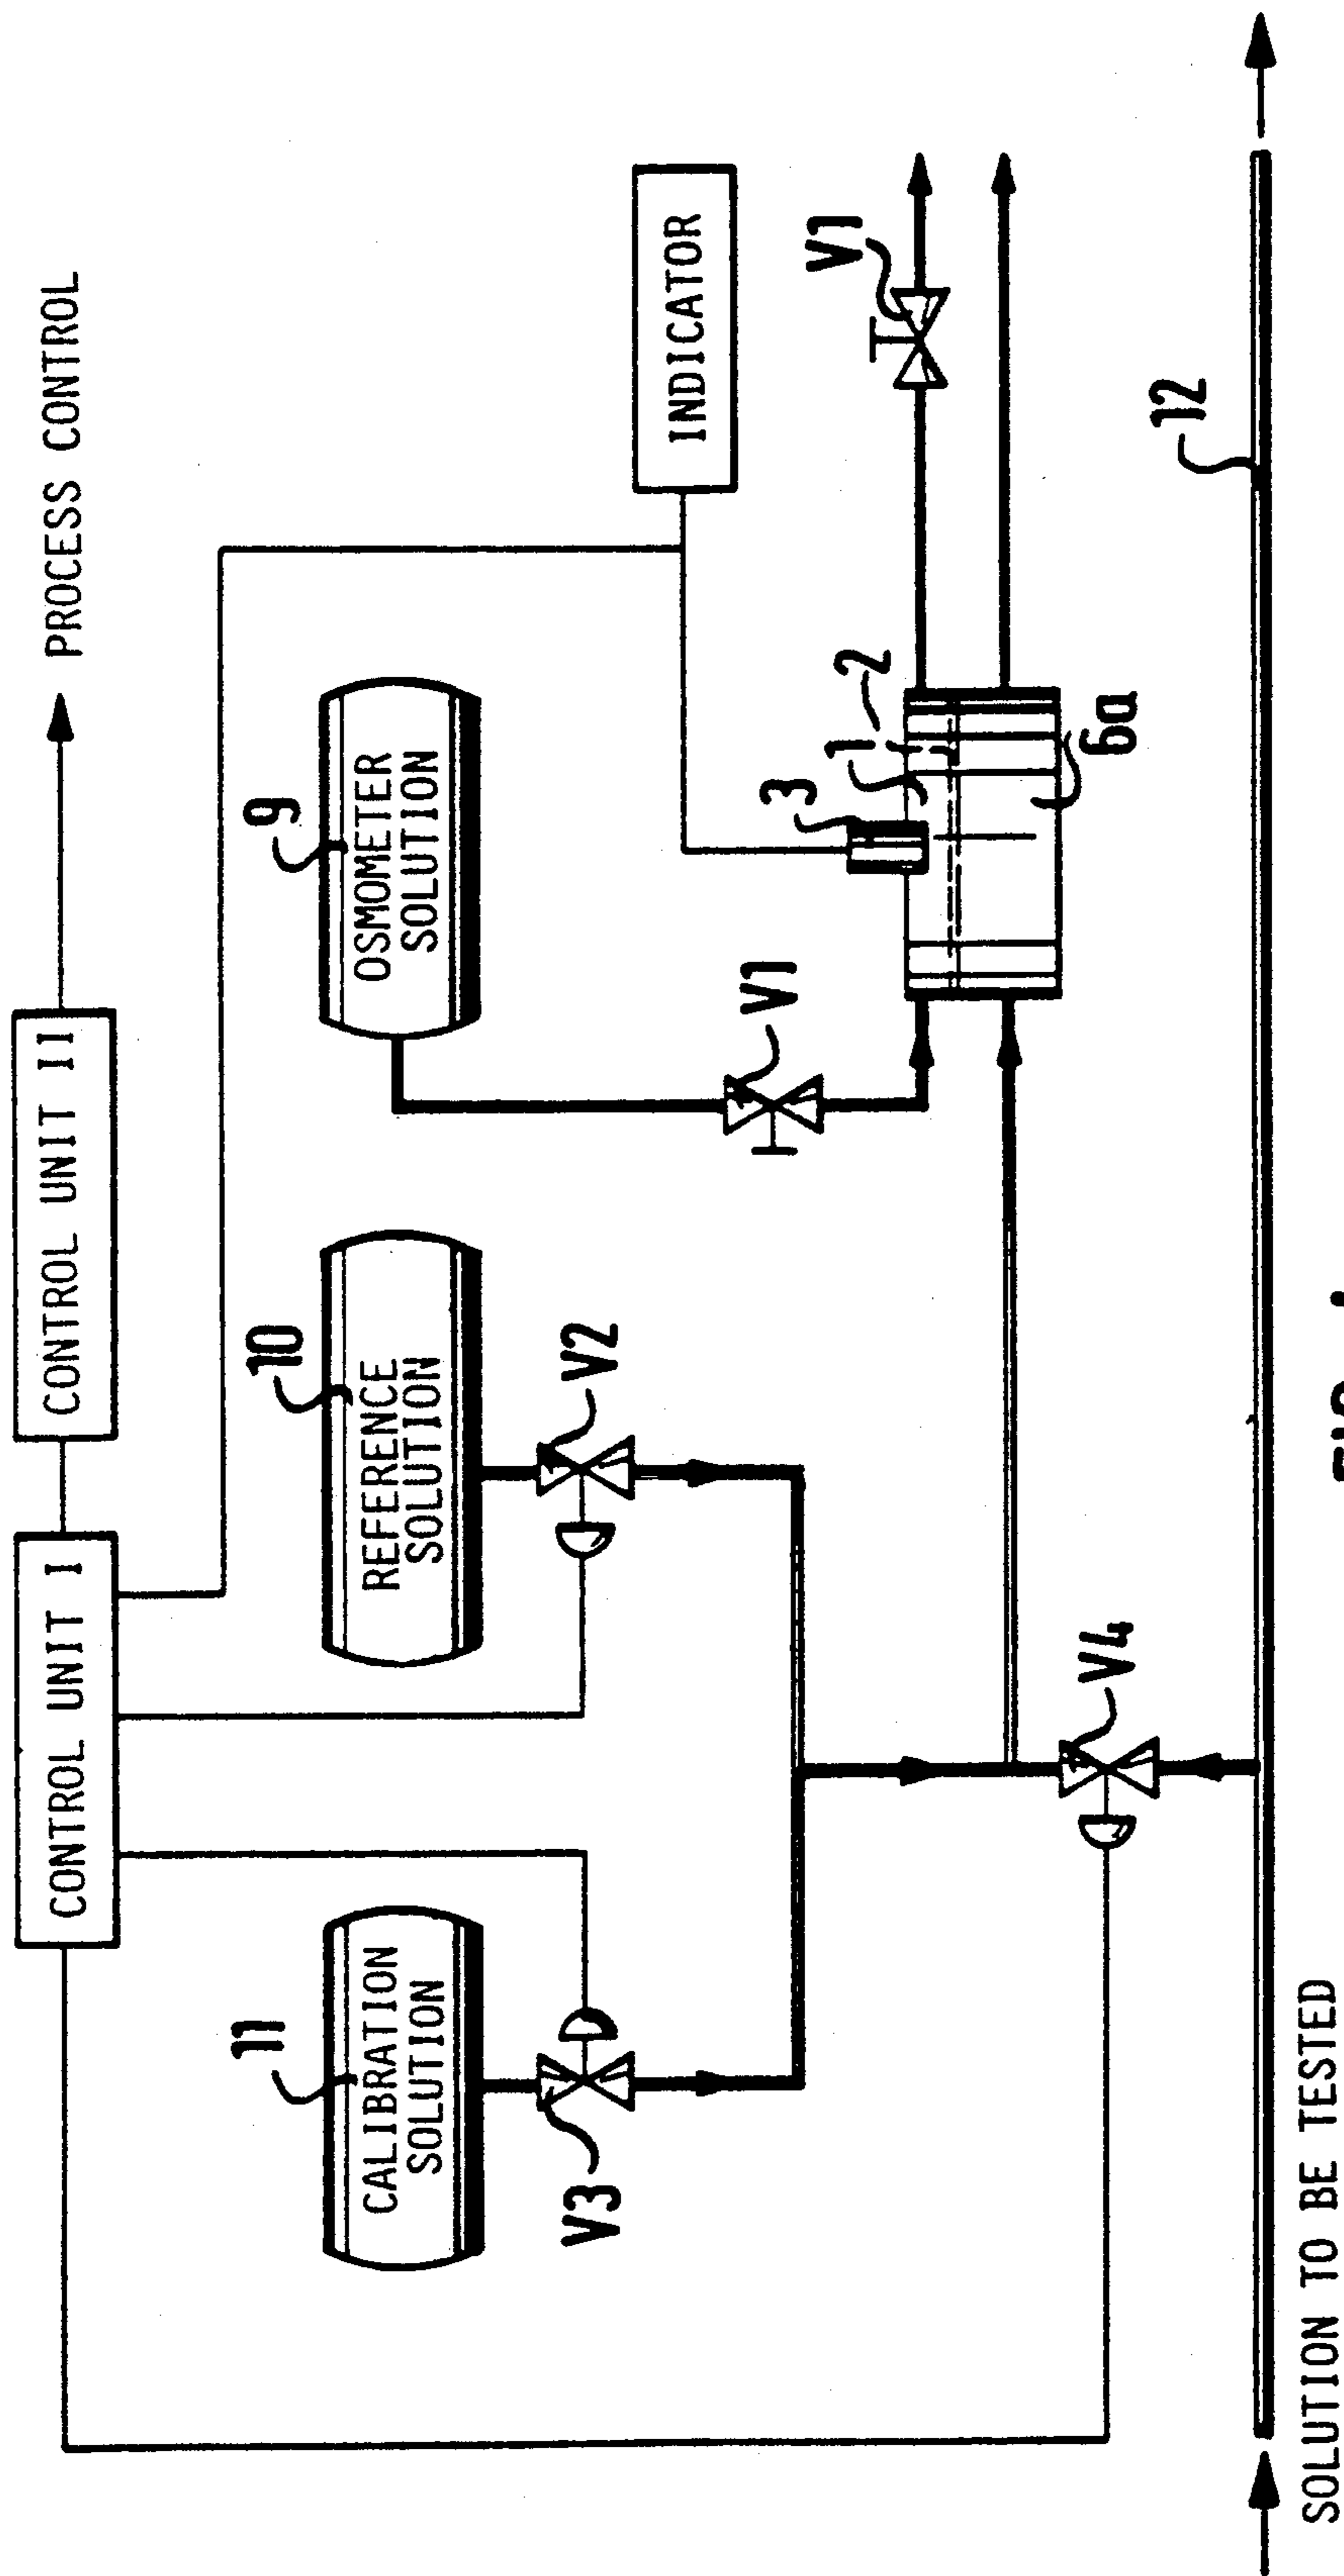 CONTROL UNIT I
CONTROL UNIT II
PROCESS CONTROL
11
CALIBRATION
SOLUTION
10
REFERENCE
SOLUTION
9
OSMOMETER
SOLUTION
INDICATOR
V3
V2
V1
3
1
2
V1
6a
V4
12
SOLUTION TO BE TESTED